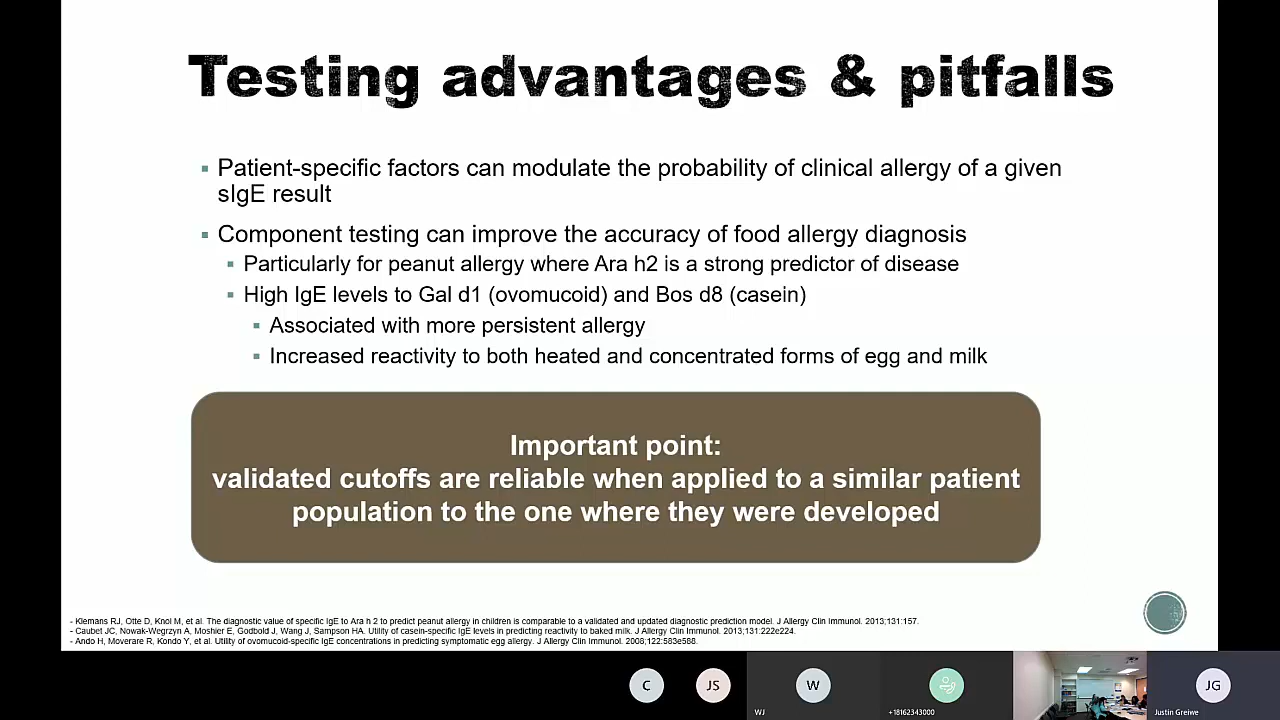 Testing advantages & pitfalls
Patient-specific factors can modulate the probability of clinical allergy of a given
sIgE result
Component testing can improve the accuracy of food allergy diagnosis
Particularly for peanut allergy where Ara h2 is a strong predictor of disease
High IgE levels to Gal d1 (ovomucoid) and Bos d8 (casein)
Associated with more persistent allergy
Increased reactivity to both heated and concentrated forms of egg and milk
Important point:
validated cutoffs are reliable when applied to a similar patient
population to the one where they were developed
- Klemans RJ, Otte D, Knol M, et al. The diagnostic value of specific IgE to Ara h 2 to predict peanut allergy in children is comparable to a validated and updated diagnostic prediction model. J Allergy Clin Immunol. 2013;131:157.
- Caubet JC, Nowak-Wegrzyn A, Moshier E, Godbold J, Wang J, Sampson HA. Utility of casein-specific IgE levels in predicting reactivity to baked milk. J Allergy Clin Immunol. 2013;131:222e224.
- Ando H, Moverare R, Kondo Y, et al. Utility of ovomucoid-specific IgE concentrations in predicting symptomatic egg allergy. J Allergy Clin Immunol. 2008;122:583e588.
C
JS
W
WJ
+18162343000
JG
Justin Greiwe